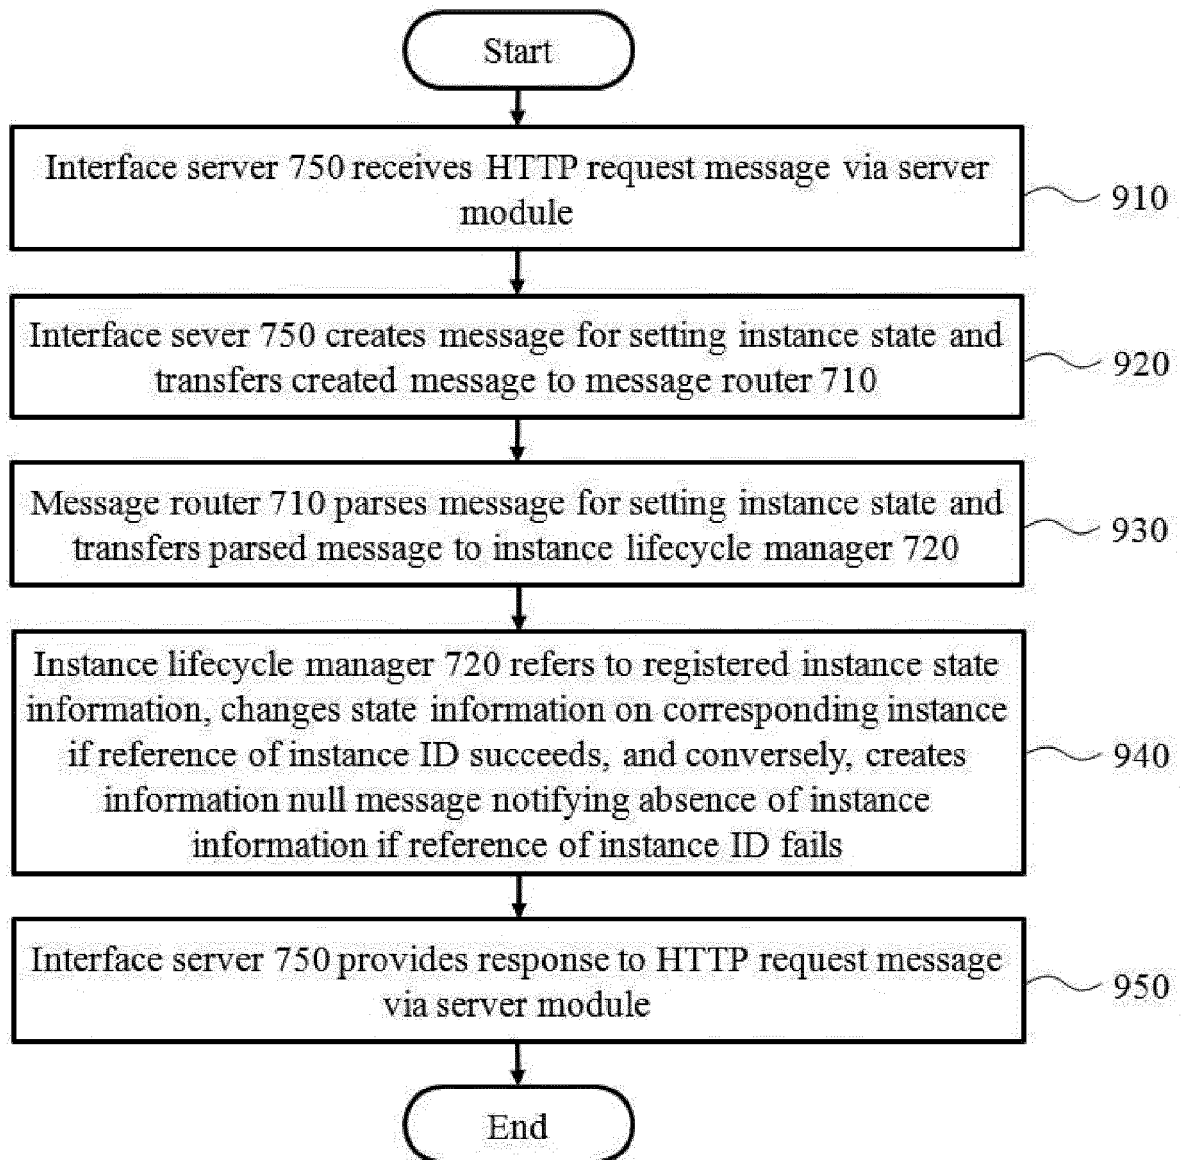 Start
Interface server 750 receives HTTP request message via server
module
910
Interface sever 750 creates message for setting instance state and
transfers created message to message router 710
920
Message router 710 parses message for setting instance state and
transfers parsed message to instance lifecycle manager 720
930
Instance lifecycle manager 720 refers to registered instance state
information, changes state information on corresponding instance
if reference of instance ID succeeds, and conversely, creates
information null message notifying absence of instance
information if reference of instance ID fails
940
Interface server 750 provides response to HTTP request message
via server module
950
End